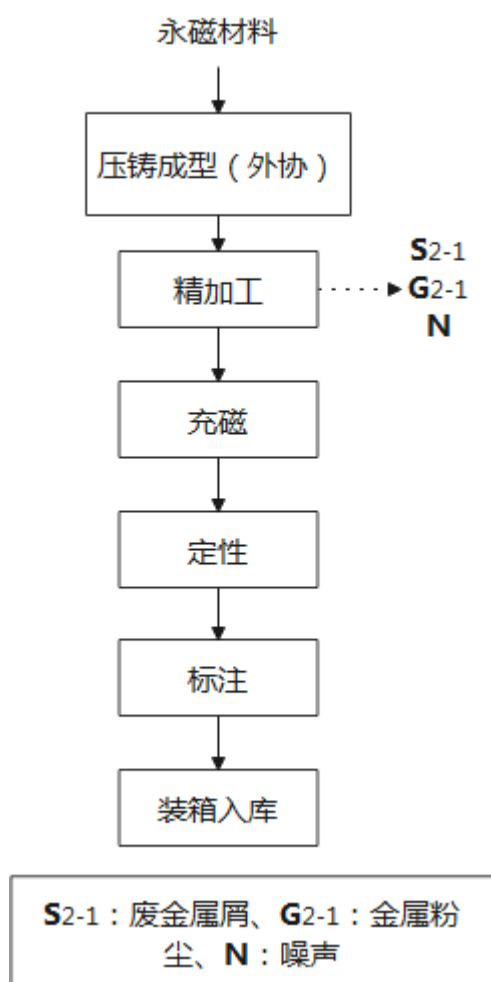 永磁材料
压铸成型（外协）
精加工
S2-1
G2-1
N
充磁
定性
标注
装箱入库
S2-1：废金属屑、G2-1：金属粉
尘、N：噪声